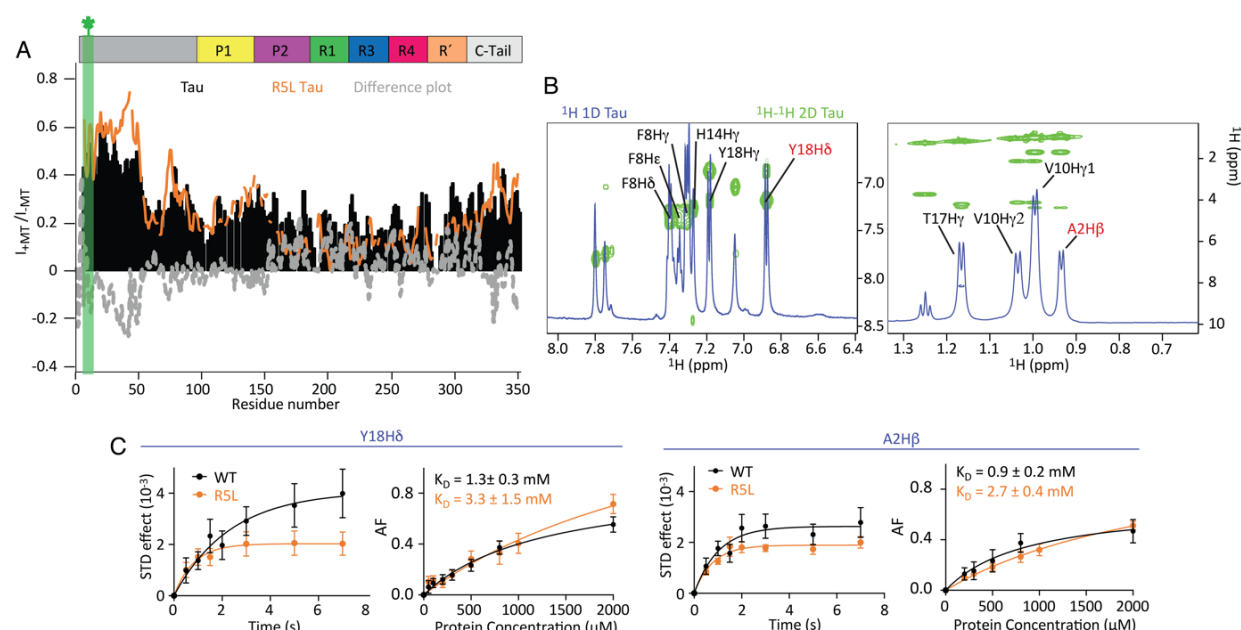 A
P1 P2 R1 R3 R4 R´ C-Tail
Tau R5L Tau Difference plot
I+MT/I-MT
0.8
0.6
0.4
0.2
0
-0.2
-0.4
0 50 100 150 200 250 300 350
Residue number
B
1H 1D Tau 1H-1H 2D Tau
F8Hγ H14Hγ
F8Hε Y18Hγ Y18Hδ
F8Hδ
7.0
7.5
8.0
8.5
8.0 7.8 7.6 7.4 7.2 7.0 6.8 6.6 6.4
1H (ppm)
V10Hγ1
T17Hγ V10Hγ2 A2Hβ
2
4
6
8
10
1H (ppm)
1.3 1.2 1.1 1.0 0.9 0.8 0.7
1H (ppm)
C
Y18Hδ
WT
R5L
STD effect (10-3)
4
2
0
0 2 4 6 8
Time (s)
KD = 1.3± 0.3 mM
KD = 3.3 ± 1.5 mM
AF
0.8
0.4
0.0
0 500 1000 1500 2000
Protein Concentration (µM)
A2Hβ
WT
R5L
STD effect (10-3)
4
2
0
0 2 4 6 8
Time (s)
KD = 0.9 ± 0.2 mM
KD = 2.7 ± 0.4 mM
AF
0.8
0.4
0.0
0 500 1000 1500 2000
Protein Concentration (µM)